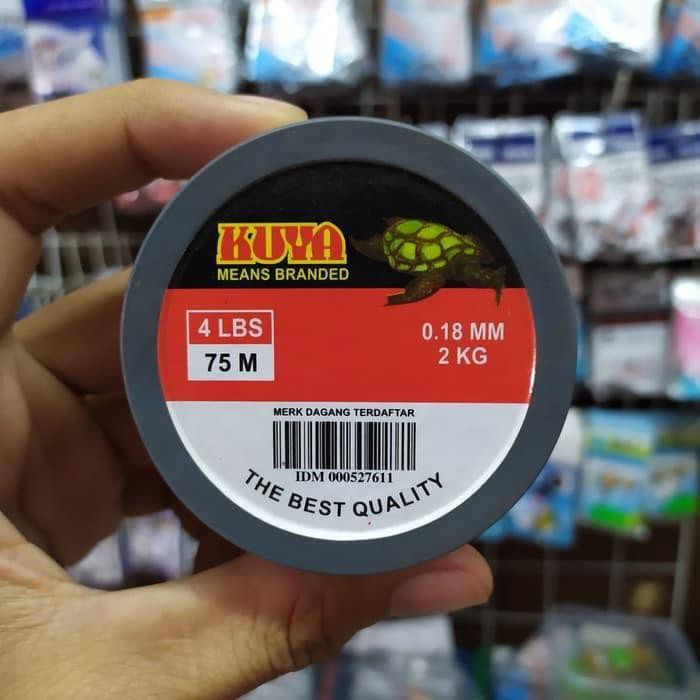 KUYA
MEANS BRANDED
4 LBS
75 M
0.18 MM
2 KG
MERK DAGANG TERDAFTAR
IDM 000527611
THE BEST QUALITY